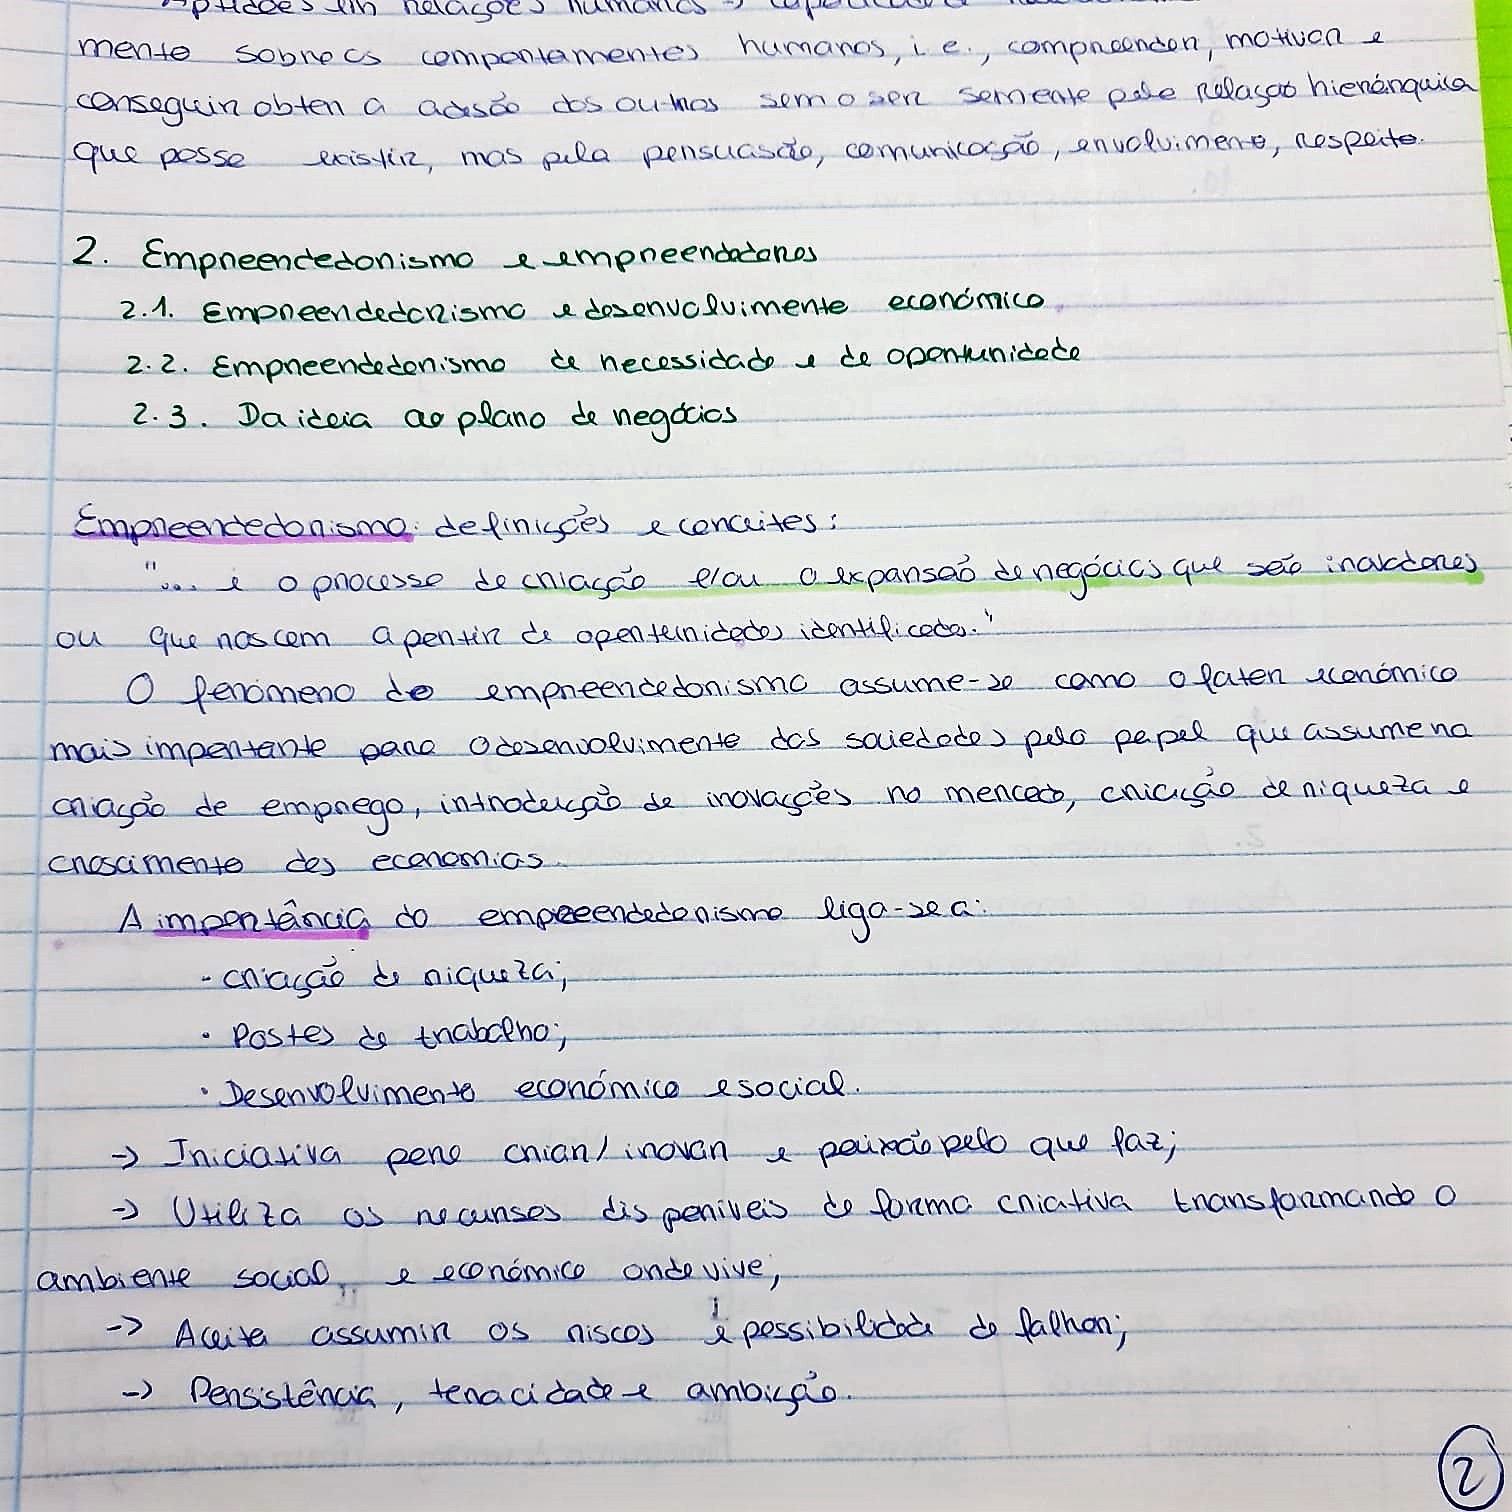 Aptidões em relações humanas →
mente sobre os comportamentos humanos, i.e., compreender, motivar e
conseguir obter a adesão dos outros sem o ser somente pela relação hierárquica
que possa existir, mas pela persuasão, comunicação, envolvimento, respeito.
2. Empreendedorismo e empreendedores
2.1. Empreendedorismo e desenvolvimento económico
2.2. Empreendedorismo de necessidade e de oportunidade
2.3. Da ideia ao plano de negócios
Empreendedorismo: definições e conceitos:
"... é o processo de criação e/ou o expansão de negócios que são inovadores
ou que nascem a partir de oportunidades identificadas."
O fenómeno do empreendedorismo assume-se como o fator económico
mais importante para o desenvolvimento das sociedades pelo papel que assume na
criação de emprego, introdução de inovações no mercado, criação de riqueza e
crescimento das economias.
A importância do empreendedorismo liga-se a:
· Criação de riqueza;
· Postos de trabalho;
· Desenvolvimento económico e social.
-> Iniciativa para criar/inovar e paixão pelo que faz;
-> Utiliza os recursos disponíveis de forma criativa transformando o
ambiente social, e económico onde vive;
-> Aceita assumir os riscos e possibilidade de falhar;
-> Persistência, tenacidade e ambição.
2